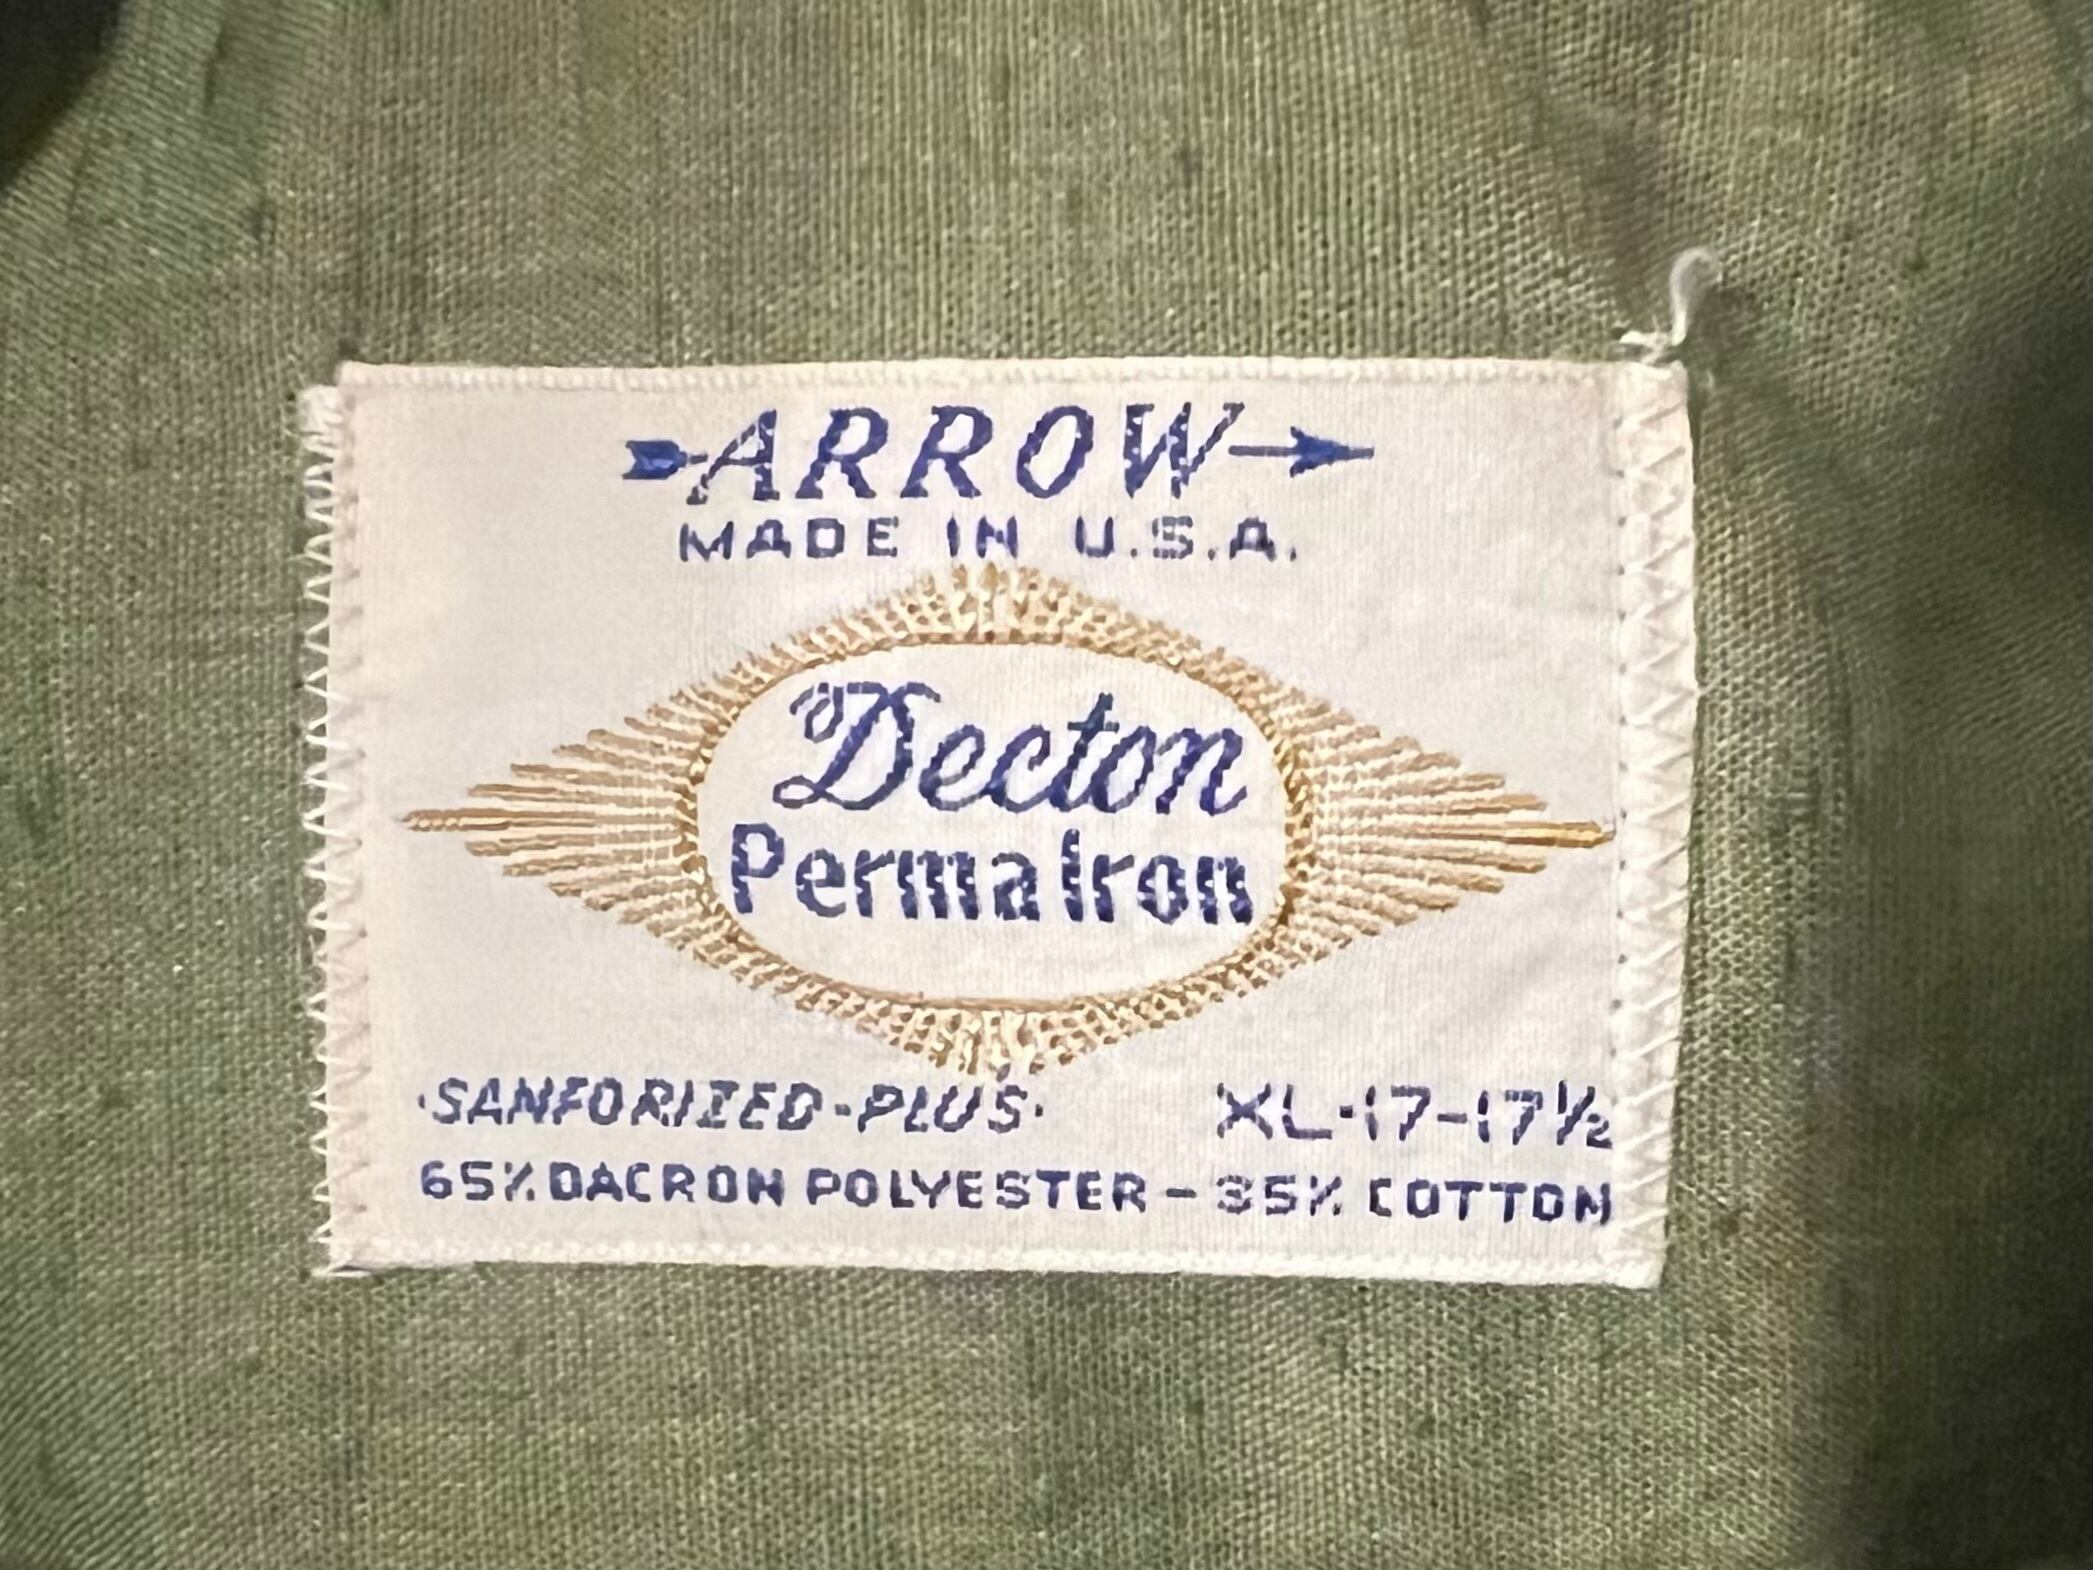 ARROW
MADE IN U.S.A.
Decton
Perma Iron
"SANFORIZED-PLUS" XL-17-17½
65% DACRON POLYESTER - 35% COTTON